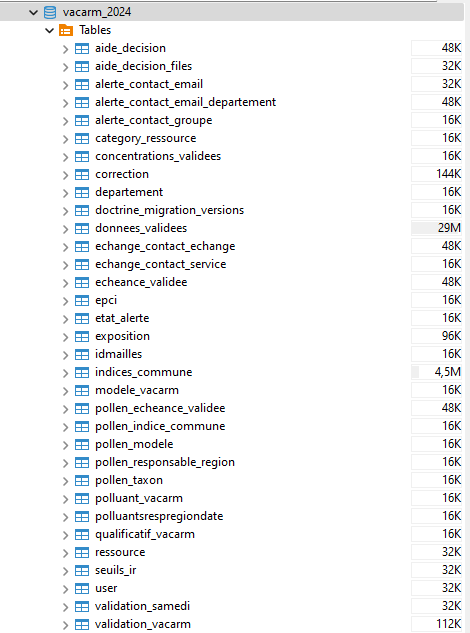 vacarm_2024
Tables
aide_decision 48K
aide_decision_files 32K
alerte_contact_email 32K
alerte_contact_email_departement 48K
alerte_contact_groupe 16K
category_ressource 16K
concentrations_validees 16K
correction 144K
departement 16K
doctrine_migration_versions 16K
donnees_validees 29M
echange_contact_echange 48K
echange_contact_service 16K
echeance_validee 48K
epci 16K
etat_alerte 16K
exposition 96K
idmailles 16K
indices_commune 4,5M
modele_vacarm 16K
pollen_echeance_validee 48K
pollen_indice_commune 16K
pollen_modele 16K
pollen_responsable_region 16K
pollen_taxon 16K
polluant_vacarm 16K
polluantsrespregiondate 16K
qualificatif_vacarm 16K
ressource 32K
seuils_ir 32K
user 32K
validation_samedi 32K
validation_vacarm 112K